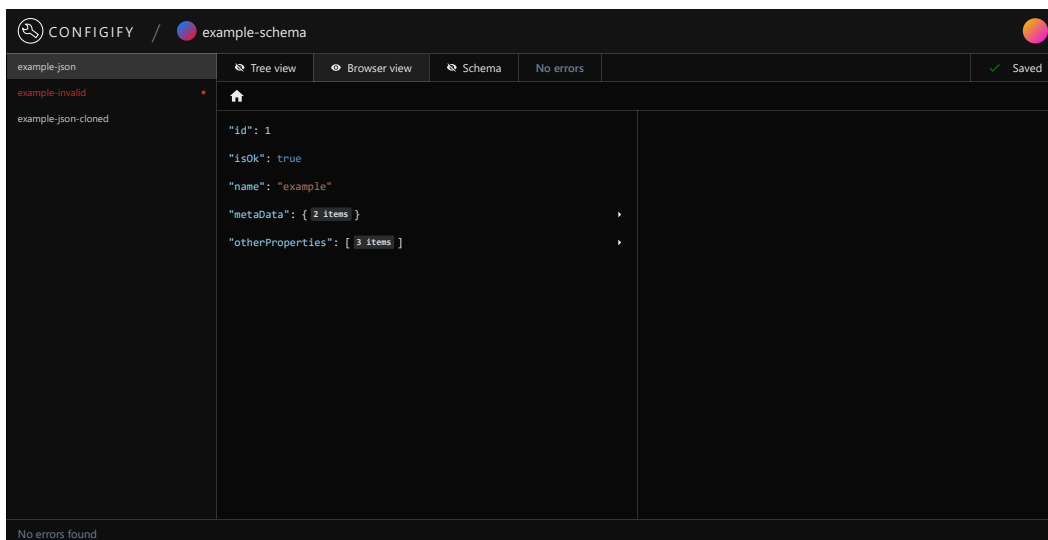 CONFIGIFY / example-schema
example-json
example-invalid
example-json-cloned
Tree view
Browser view
Schema
No errors
Saved
"id": 1
"isOk": true
"name": "example"
"metaData": { 2 items }
"otherProperties": [ 3 items ]
No errors found